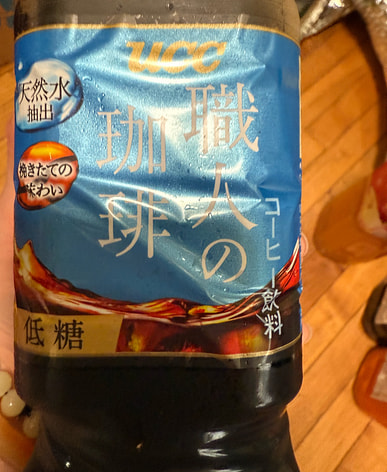 UCC
職人の
珈琲
天然水
抽出
挽きたての
味わい
コーヒー飲料
低糖